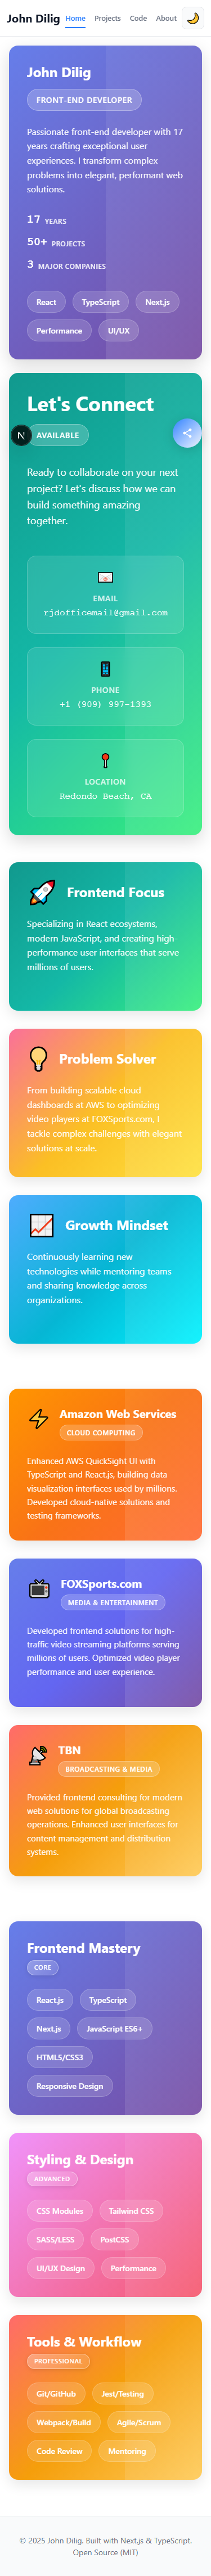 John Dilig Home Projects Code About
John Dilig
FRONT-END DEVELOPER
Passionate front-end developer with 17
years crafting exceptional user
experiences. I transform complex
problems into elegant, performant web
solutions.
17 YEARS
50+ PROJECTS
3 MAJOR COMPANIES
React TypeScript Next.js
Performance UI/UX
Let's Connect
AVAILABLE
Ready to collaborate on your next
project? Let's discuss how we can
build something amazing
together.
EMAIL
rjdofficemail@gmail.com
PHONE
+1 (909) 997-1393
LOCATION
Redondo Beach, CA
Frontend Focus
Specializing in React ecosystems,
modern JavaScript, and creating high-
performance user interfaces that serve
millions of users.
Problem Solver
From building scalable cloud
dashboards at AWS to optimizing
video players at FOXSports.com, I
tackle complex challenges with elegant
solutions at scale.
Growth Mindset
Continuously learning new
technologies while mentoring teams
and sharing knowledge across
organizations.
Amazon Web Services
CLOUD COMPUTING
Enhanced AWS QuickSight UI with
TypeScript and React.js, building data
visualization interfaces used by millions.
Developed cloud-native solutions and
testing frameworks.
FOXSports.com
MEDIA & ENTERTAINMENT
Developed frontend solutions for high-
traffic video streaming platforms serving
millions of users. Optimized video player
performance and user experience.
TBN
BROADCASTING & MEDIA
Provided frontend consulting for modern
web solutions for global broadcasting
operations. Enhanced user interfaces for
content management and distribution
systems.
Frontend Mastery
CORE
React.js TypeScript
Next.js JavaScript ES6+
HTML5/CSS3
Responsive Design
Styling & Design
ADVANCED
CSS Modules Tailwind CSS
SASS/LESS PostCSS
UI/UX Design Performance
Tools & Workflow
PROFESSIONAL
Git/GitHub Jest/Testing
Webpack/Build Agile/Scrum
Code Review Mentoring
© 2025 John Dilig. Built with Next.js & TypeScript.
Open Source (MIT)